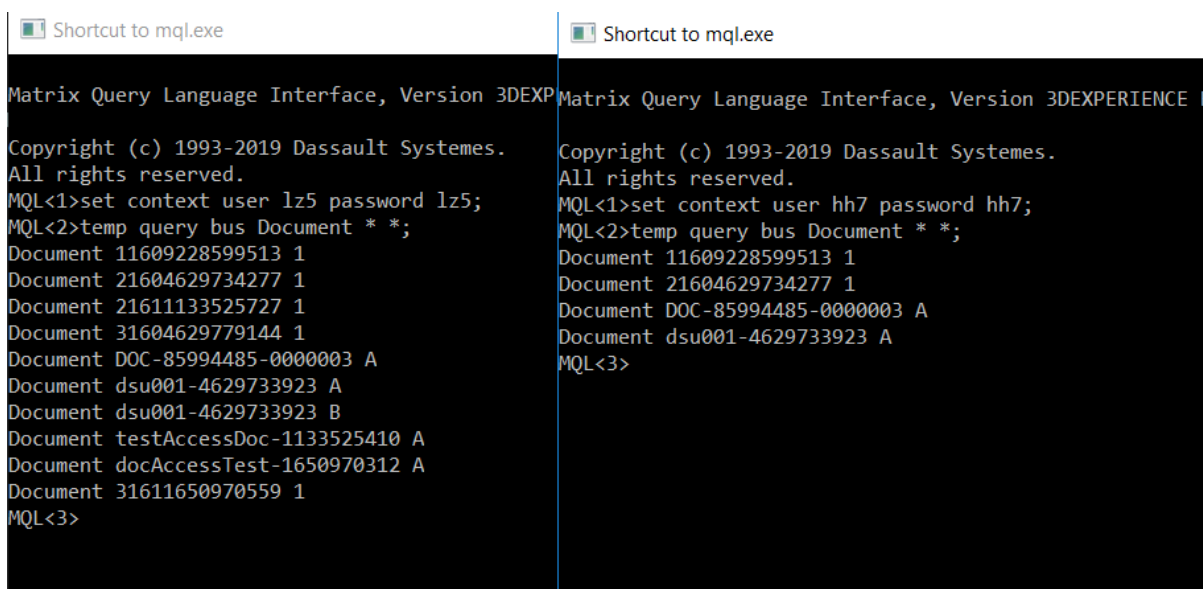 Shortcut to mql.exe
Matrix Query Language Interface, Version 3DEXP
Copyright (c) 1993-2019 Dassault Systemes.
All rights reserved.
MQL<1>set context user lz5 password lz5;
MQL<2>temp query bus Document * *;
Document 11609228599513 1
Document 21604629734277 1
Document 21611133525727 1
Document 31604629779144 1
Document DOC-85994485-0000003 A
Document dsu001-4629733923 A
Document dsu001-4629733923 B
Document testAccessDoc-1133525410 A
Document docAccessTest-1650970312 A
Document 31611650970559 1
MQL<3>
Shortcut to mql.exe
Matrix Query Language Interface, Version 3DEXPERIENCE
Copyright (c) 1993-2019 Dassault Systemes.
All rights reserved.
MQL<1>set context user hh7 password hh7;
MQL<2>temp query bus Document * *;
Document 11609228599513 1
Document 21604629734277 1
Document DOC-85994485-0000003 A
Document dsu001-4629733923 A
MQL<3>